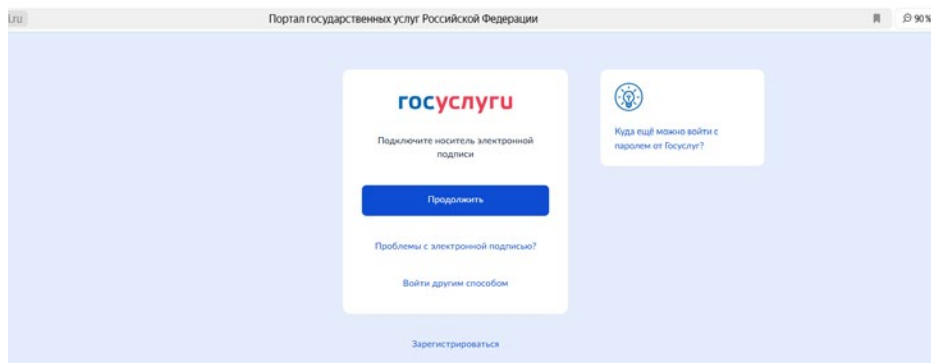 i.ru
Портал государственных услуг Российской Федерации
90 %
госуслуги
Подключите носитель электронной
подписи
Продолжить
Проблемы с электронной подписью?
Войти другим способом
Зарегистрироваться
Куда ещё можно войти с
паролем от Госуслуг?